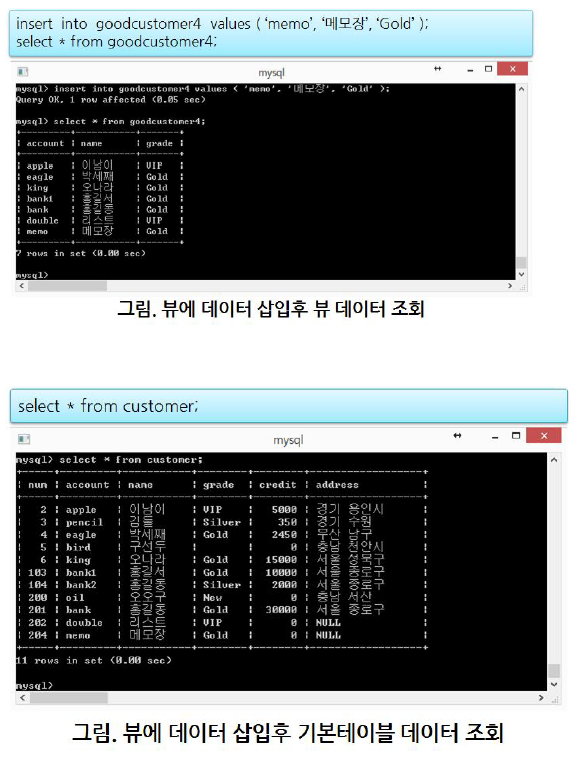 insert into goodcustomer4 values ( ‘memo’, ‘메모장’, ‘Gold’ );
select * from goodcustomer4;
mysql
mysql> insert into goodcustomer4 values ( 'memo', '메모장', 'Gold' );
Query OK, 1 row affected (0.05 sec)
mysql> select * from goodcustomer4;
+---------+-----------+-------+
| account | name | grade |
+---------+-----------+-------+
| apple | 이남이 | VIP |
| eagle | 박세째 | Gold |
| king | 오나라 | Gold |
| bank1 | 홍길서 | Gold |
| bank | 홍길동 | Gold |
| double | 리스트 | VIP |
| memo | 메모장 | Gold |
+---------+-----------+-------+
7 rows in set (0.00 sec)
mysql>
그림. 뷰에 데이터 삽입후 뷰 데이터 조회
select * from customer;
mysql
mysql> select * from customer;
+-----+---------+-----------+--------+--------+------------------+
| num | account | name | grade | credit | address |
+-----+---------+-----------+--------+--------+------------------+
| 2 | apple | 이남이 | VIP | 5000 | 경기 용인시 |
| 3 | pencil | 김둘 | Silver | 350 | 경기 수원 |
| 4 | eagle | 박세째 | Gold | 2450 | 부산 남구 |
| 5 | bird | 구선두 | | 0 | 충남 천안시 |
| 6 | king | 오나라 | Gold | 15000 | 서울 성북구 |
| 103 | bank1 | 홍길서 | Gold | 10000 | 서울 종로구 |
| 104 | bank2 | 홍길동 | Silver | 2000 | 서울 종로구 |
| 200 | oil | 오오구 | New | 0 | 충남 서산 |
| 201 | bank | 홍길동 | Gold | 30000 | 서울 종로구 |
| 202 | double | 리스트 | VIP | 0 | NULL |
| 204 | memo | 메모장 | Gold | 0 | NULL |
+-----+---------+-----------+--------+--------+------------------+
11 rows in set (0.00 sec)
mysql>
그림. 뷰에 데이터 삽입후 기본테이블 데이터 조회